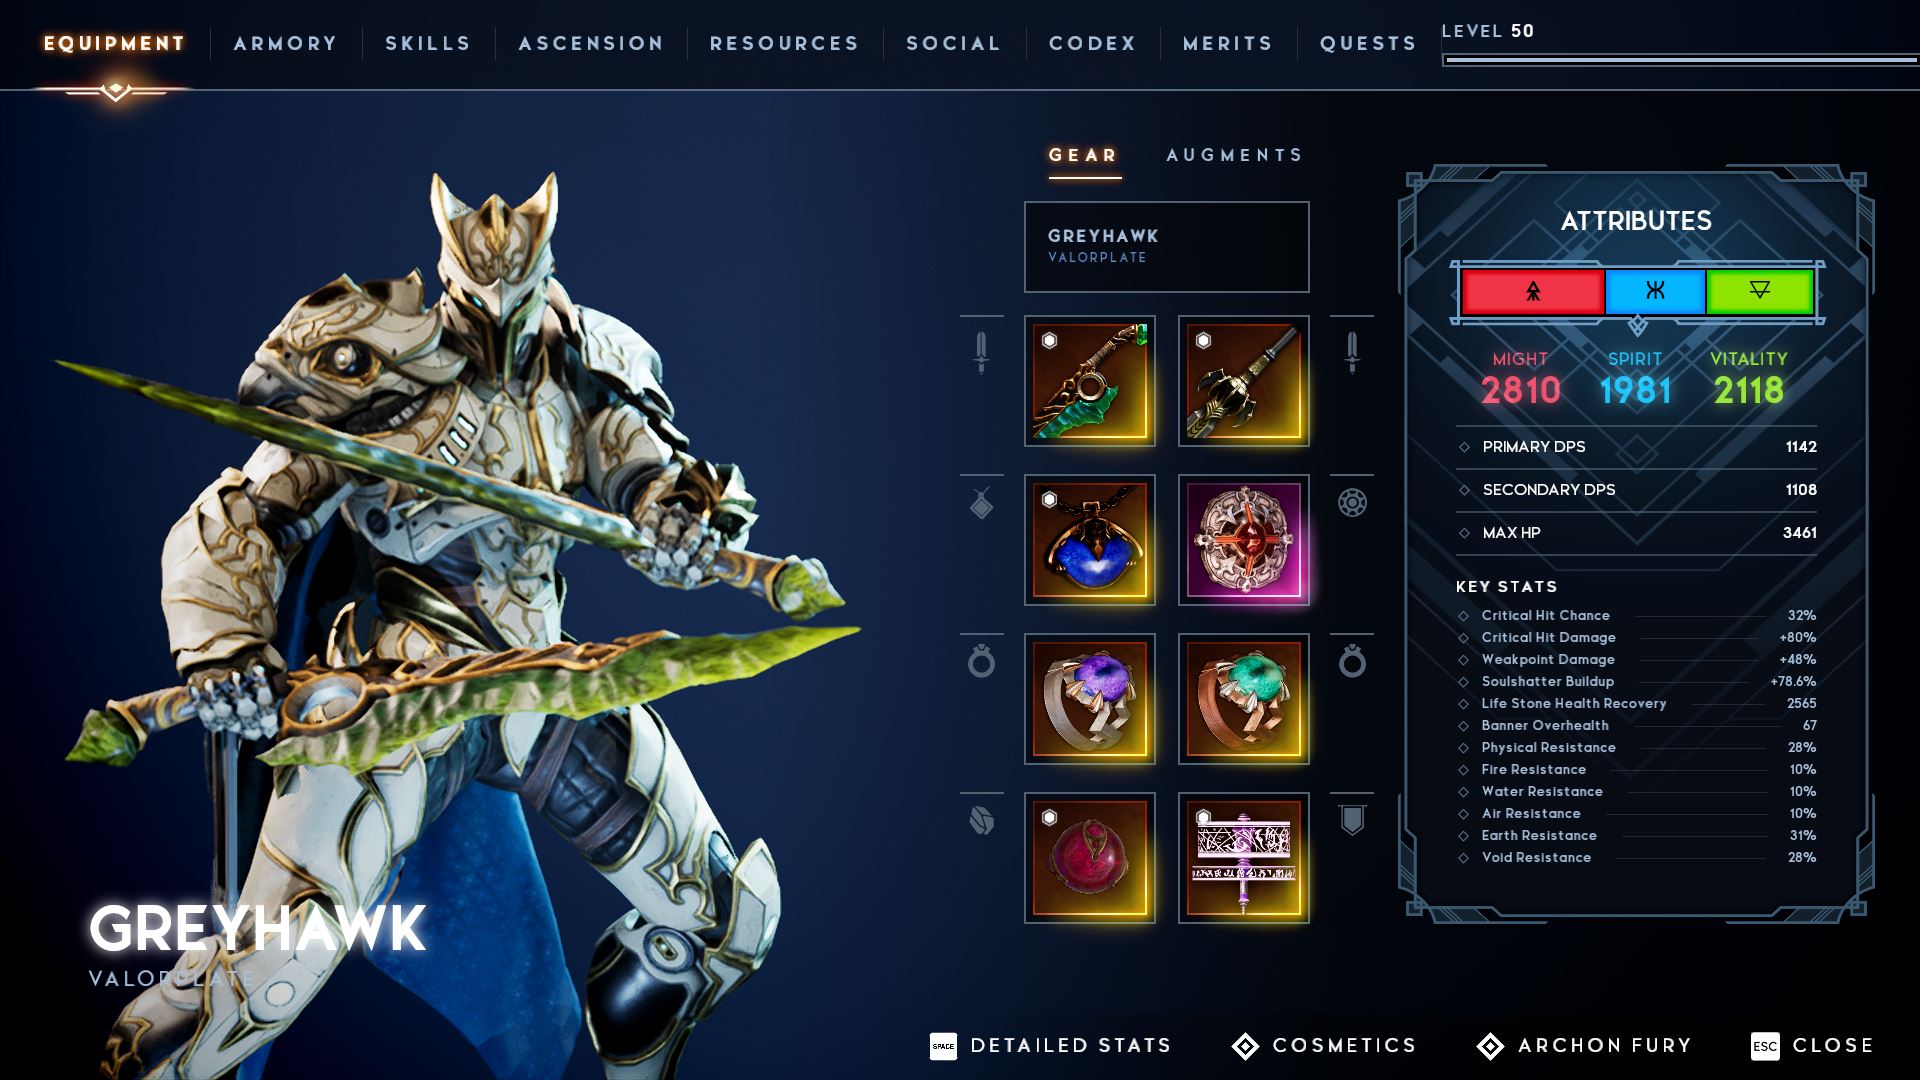 EQUIPMENT
ARMORY
SKILLS
ASCENSION
RESOURCES
SOCIAL
CODEX
MERITS
QUESTS
LEVEL 50
GEAR
AUGMENTS
GREYHAWK
VALORPLATE
ATTRIBUTES
MIGHT
2810
SPIRIT
1981
VITALITY
2118
PRIMARY DPS 1142
SECONDARY DPS 1108
MAX HP 3461
KEY STATS
Critical Hit Chance 32%
Critical Hit Damage +80%
Weakpoint Damage +48%
Soulshatter Buildup +78.6%
Life Stone Health Recovery 2565
Banner Overhealth 67
Physical Resistance 28%
Fire Resistance 10%
Water Resistance 10%
Air Resistance 10%
Earth Resistance 31%
Void Resistance 28%
GREYHAWK
VALORPLATE
SPACE DETAILED STATS
COSMETICS
ARCHON FURY
ESC CLOSE